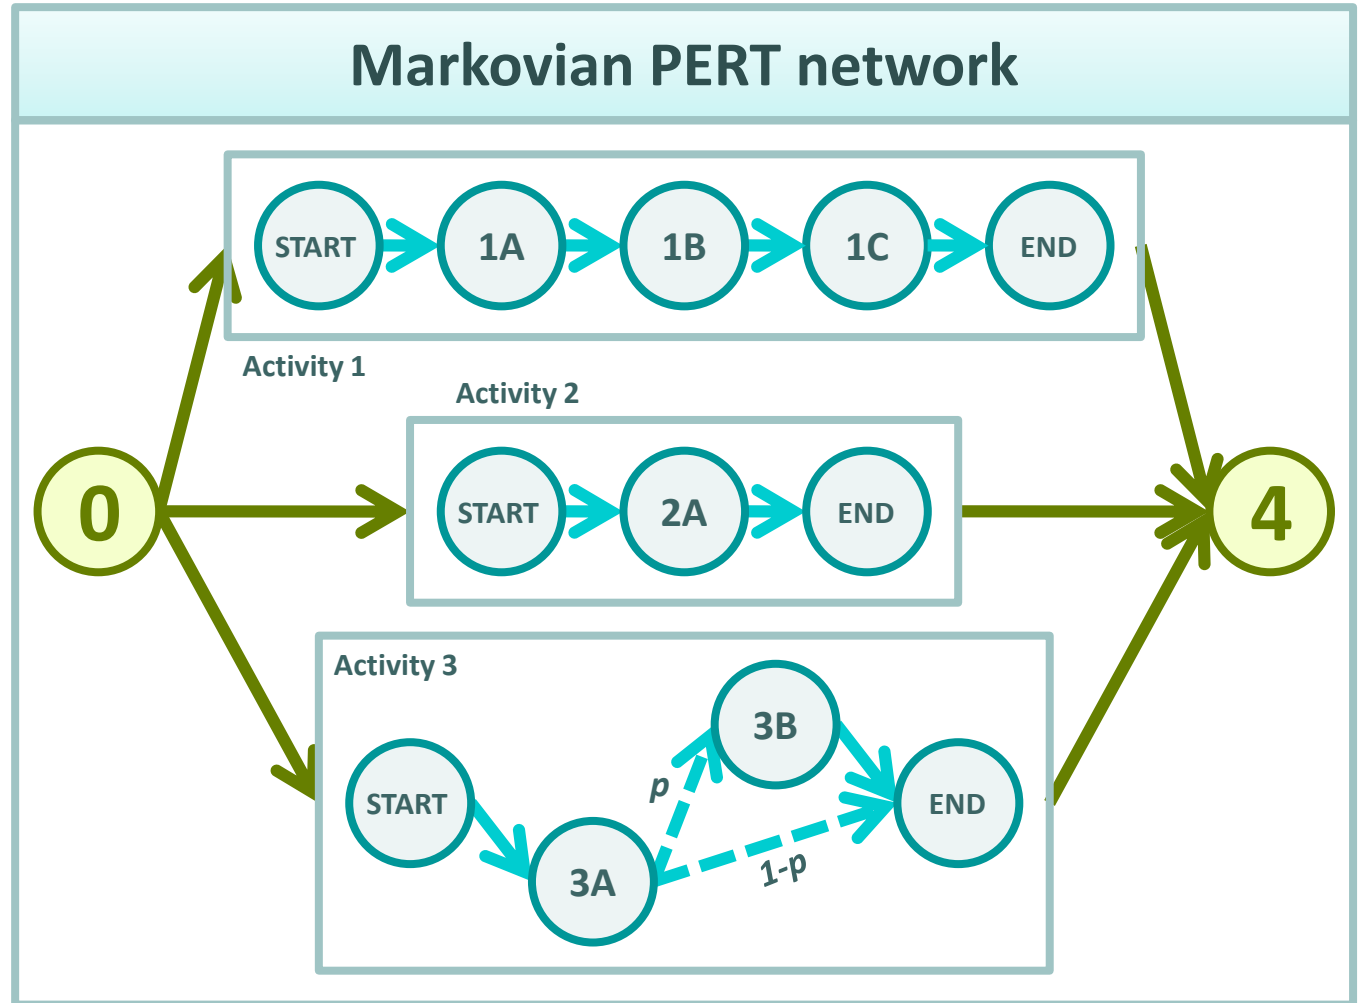 Markovian PERT network
START 1A 1B 1C END
Activity 1
Activity 2
0 START 2A END 4
Activity 3
3B
p
START END
1-p
3A